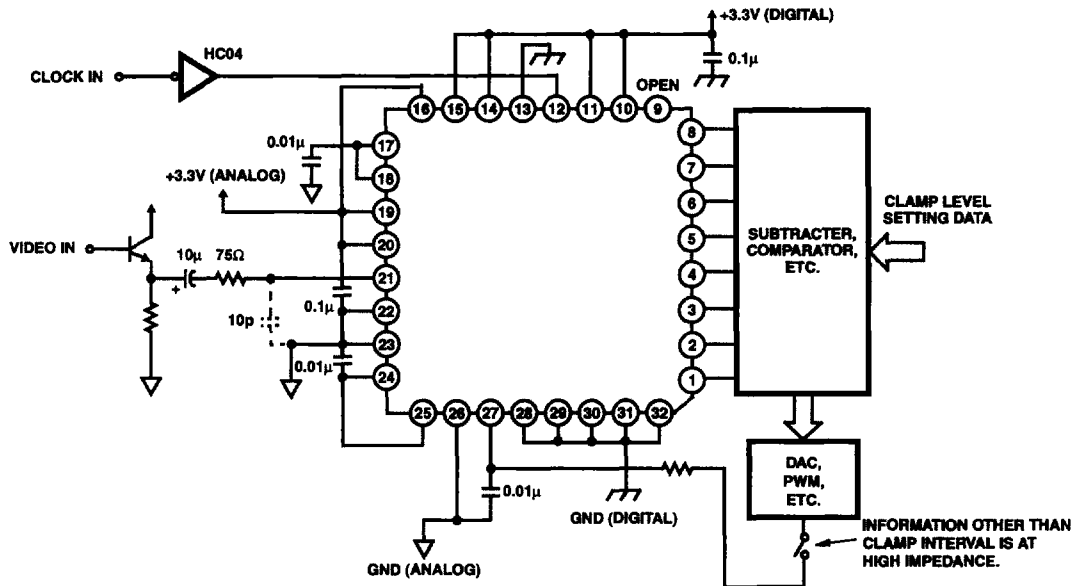 +3.3V (DIGITAL)
HC04
0.1µ
CLOCK IN
OPEN
16
15
14
13
12
11
10
9
0.01µ
17
18
+3.3V (ANALOG)
19
20
VIDEO IN
10µ
75Ω
+
21
10p
0.1µ
22
23
0.01µ
24
8
7
6
5
4
3
2
1
SUBTRACTER,
COMPARATOR,
ETC.
CLAMP LEVEL
SETTING DATA
25
26
27
28
29
30
31
32
0.01µ
GND (DIGITAL)
GND (ANALOG)
DAC,
PWM,
ETC.
INFORMATION OTHER THAN
CLAMP INTERVAL IS AT
HIGH IMPEDANCE.